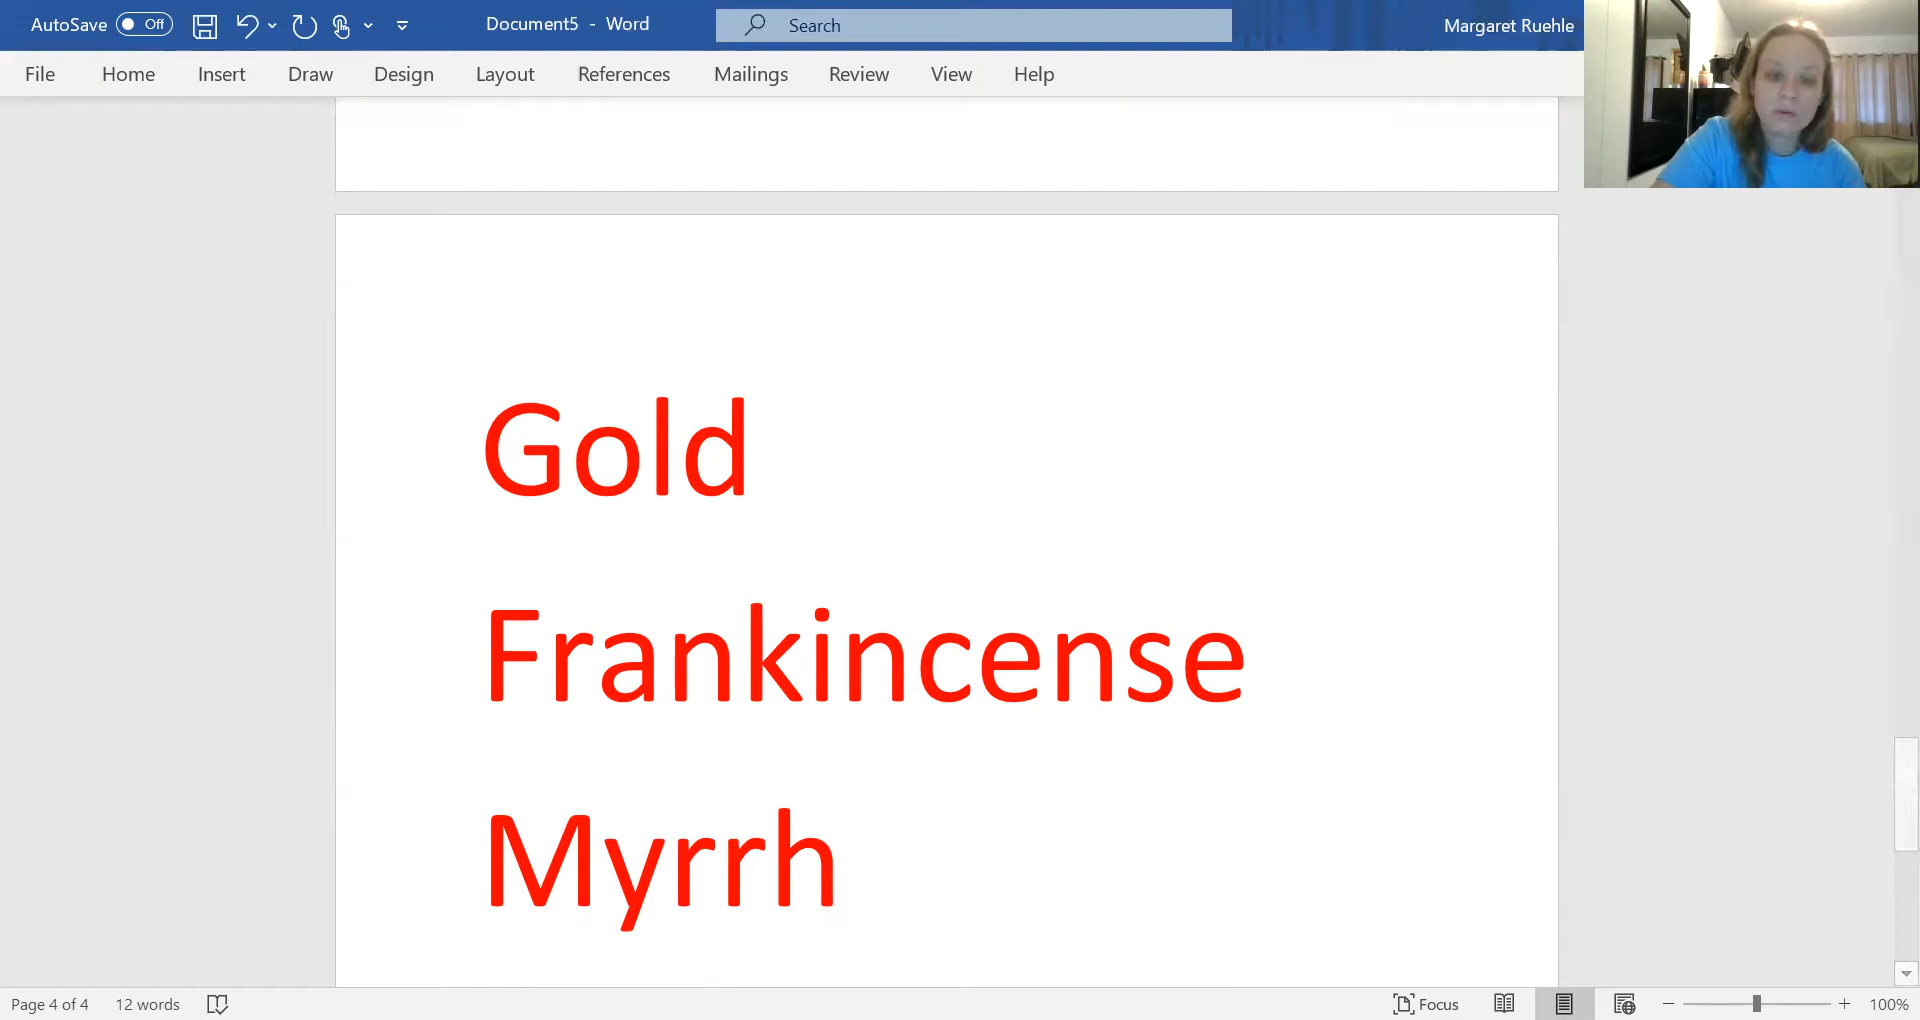 AutoSave Off Document5 - Word Search Margaret Ruehle
File Home Insert Draw Design Layout References Mailings Review View Help
Gold
Frankincense
Myrrh
Page 4 of 4 12 words Focus 100%